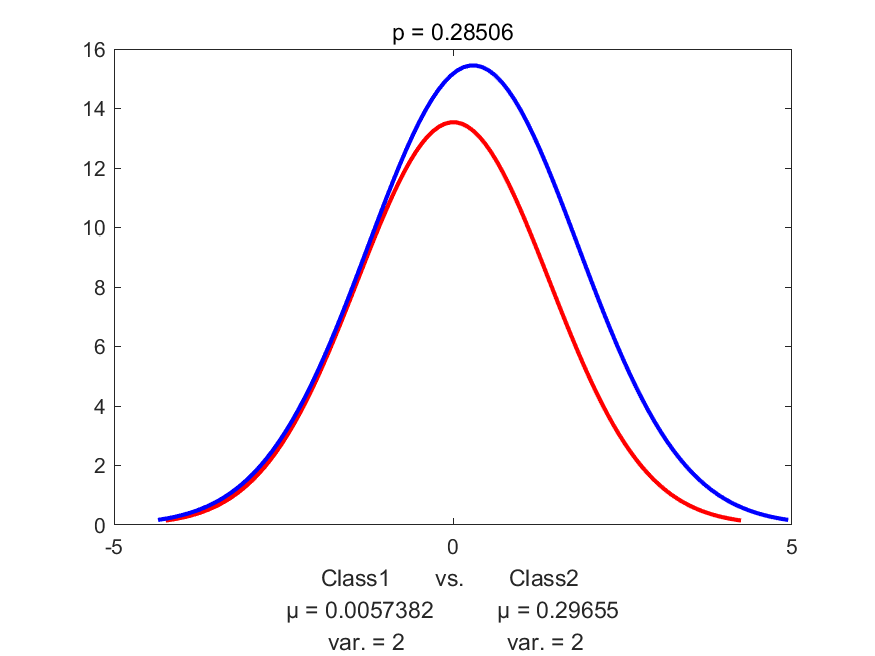 p = 0.28506
16
14
12
10
8
6
4
2
0
-5 0 5
Class1 vs. Class2
μ = 0.0057382 μ = 0.29655
var. = 2 var. = 2